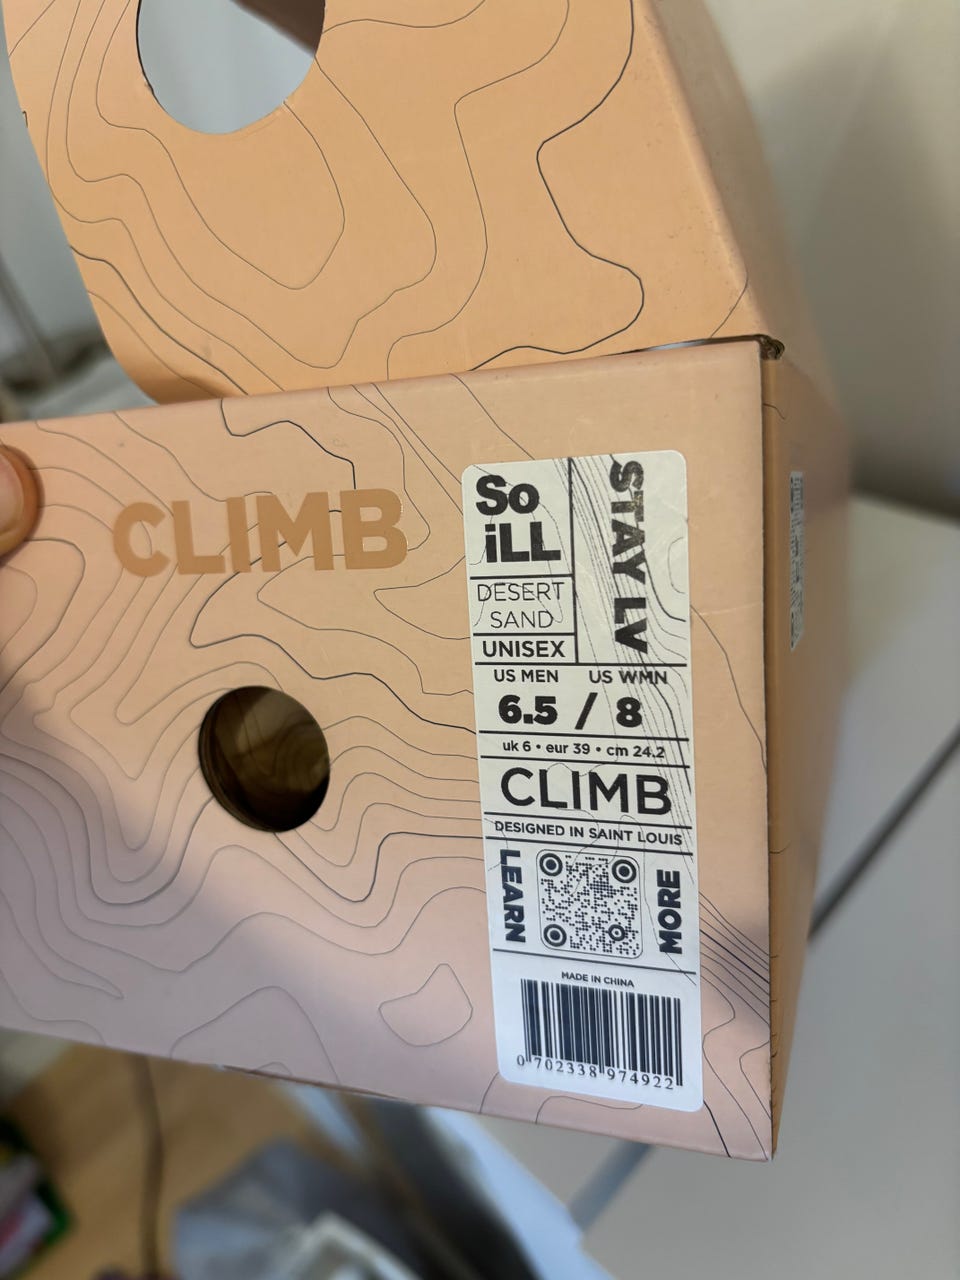 CLIMB
So
iLL
STAY LV
DESERT
SAND
UNISEX
US MEN US WMN
6.5 / 8
uk 6 • eur 39 • cm 24.2
CLIMB
DESIGNED IN SAINT LOUIS
LEARN
MORE
MADE IN CHINA
0 702338 974922